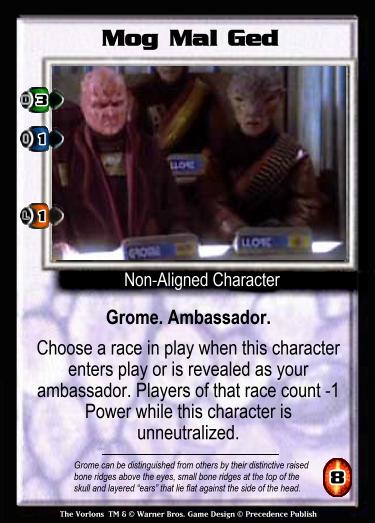 Mog Mal Ged
D 3
I 1
L 1
LLORT
GROME
LLORT
Non-Aligned Character
Grome. Ambassador.
Choose a race in play when this character
enters play or is revealed as your
ambassador. Players of that race count -1
Power while this character is
unneutralized.
Grome can be distinguished from others by their distinctive raised
bone ridges above the eyes, small bone ridges at the top of the
skull and layered "ears" that lie flat against the side of the head.
8
The Vorlons TM & © Warner Bros. Game Design © Precedence Publish